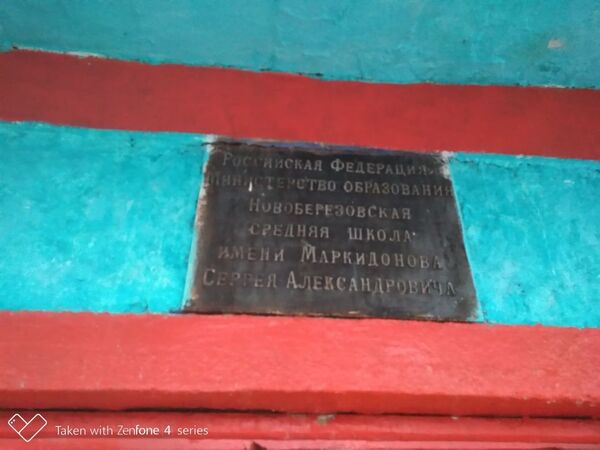 Российская Федерация
Министерство образования
Новоберезовская
средняя школа
имени Маркидонова
Сергея Александровича
Taken with Zenfone 4 series